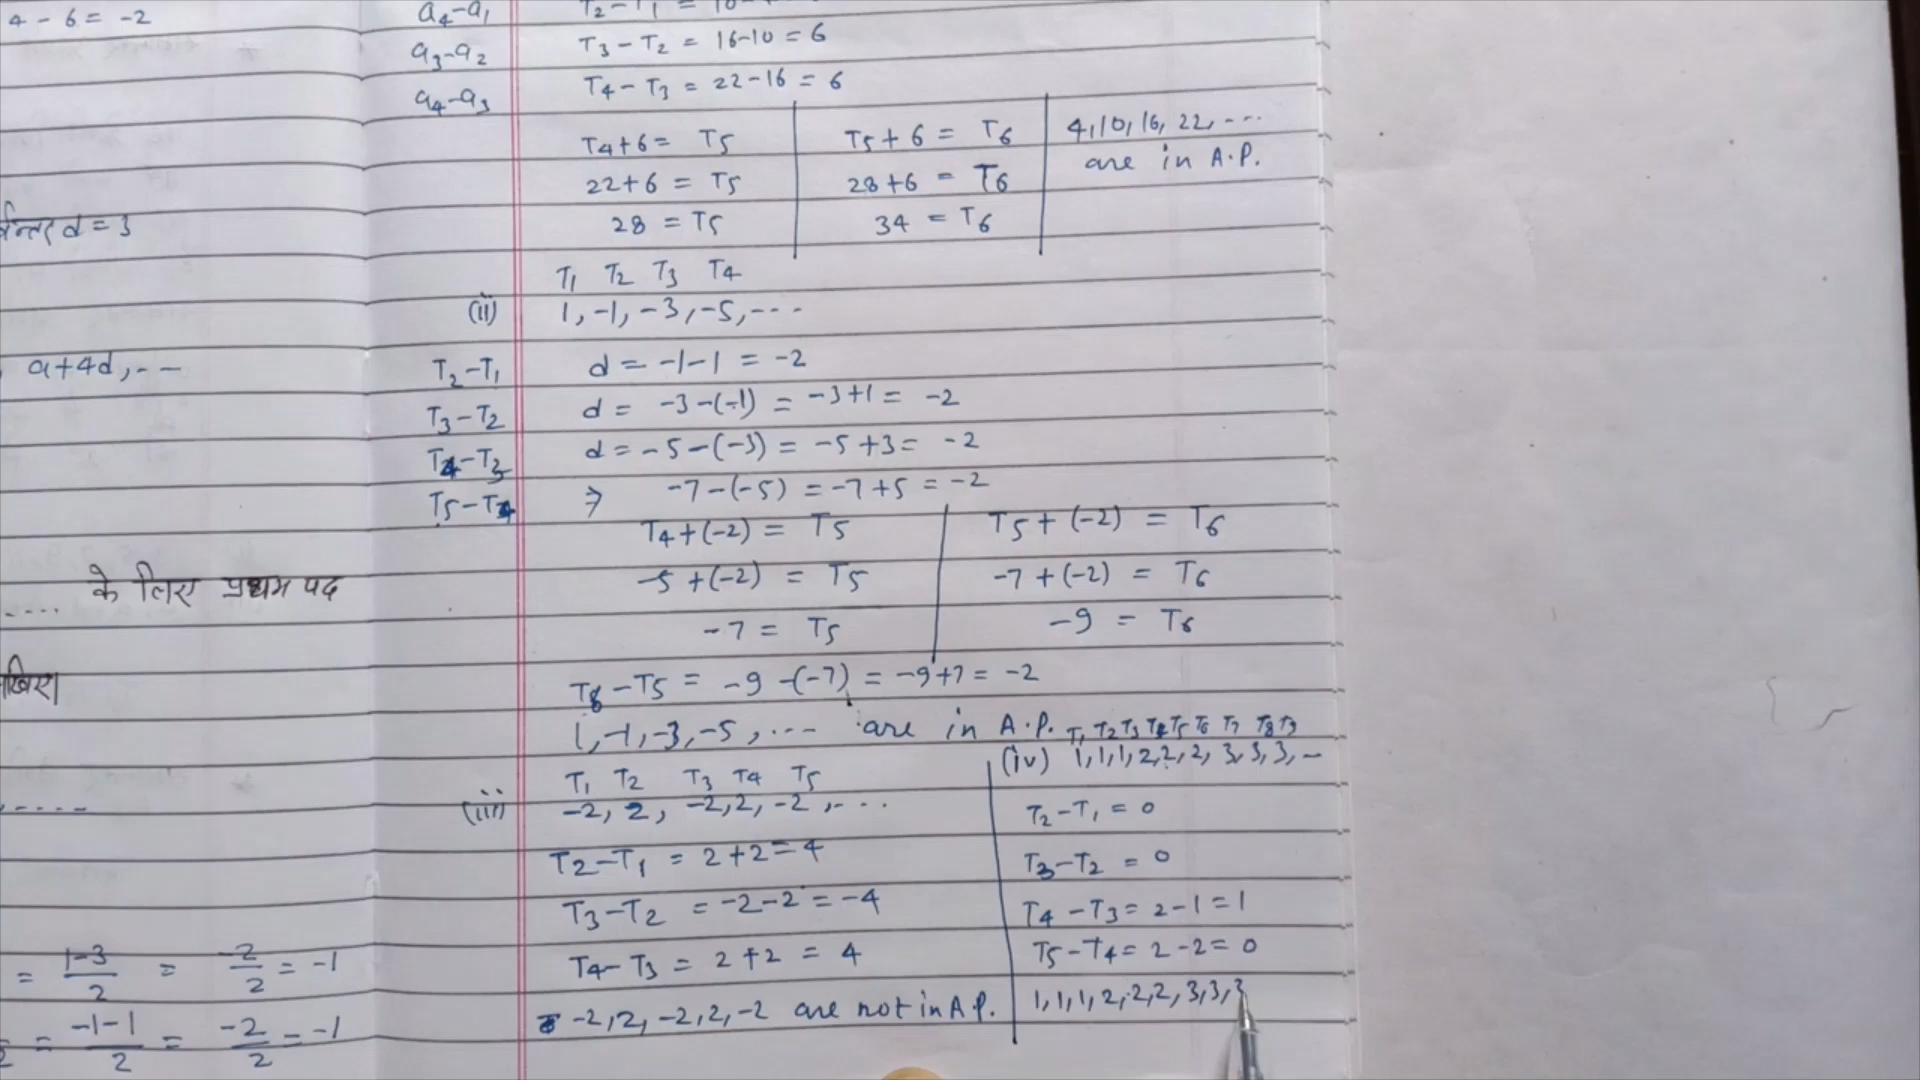 4 - 6 = -2
र्वान्तर d = 3
a+4d, - -
.... के लिए प्रथम पद
खिए।
, - - - - -
= 1-3/2 = -2/2 = -1
= -1-1/2 = -2/2 = -1
a4-a1
a3-a2 T3 - T2 = 16-10 = 6
a4-a3 T4 - T3 = 22-16 = 6
T4+6 = T5 T5 + 6 = T6 4, 10, 16, 22, - --
22+6 = T5 28+6 = T6 are in A.P.
28 = T5 34 = T6
T1 T2 T3 T4
(ii) 1, -1, -3, -5, ---
T2-T1 d = -1-1 = -2
T3-T2 d = -3-(-1) = -3+1 = -2
T4-T3 d = -5-(-3) = -5+3 = -2
T5-T4 => -7-(-5) = -7+5 = -2
T4+(-2) = T5 T5+(-2) = T6
-5+(-2) = T5 -7+(-2) = T6
-7 = T5 -9 = T6
T6-T5 = -9-(-7) = -9+7 = -2
1, -1, -3, -5, --- are in A.P.
T1 T2 T3 T4 T5
(iii) -2, 2, -2, 2, -2, - - -
T2-T1 = 2+2 = 4
T3-T2 = -2-2 = -4
T4-T3 = 2+2 = 4
-2, 2, -2, 2, -2 are not in A.P.
T1 T2 T3 T4 T5 T6 T7 T8 T9
(iv) 1, 1, 1, 2, 2, 2, 3, 3, 3, --
T2-T1 = 0
T3-T2 = 0
T4-T3 = 2-1 = 1
T5-T4 = 2-2 = 0
1, 1, 1, 2, 2, 2, 3, 3, 3